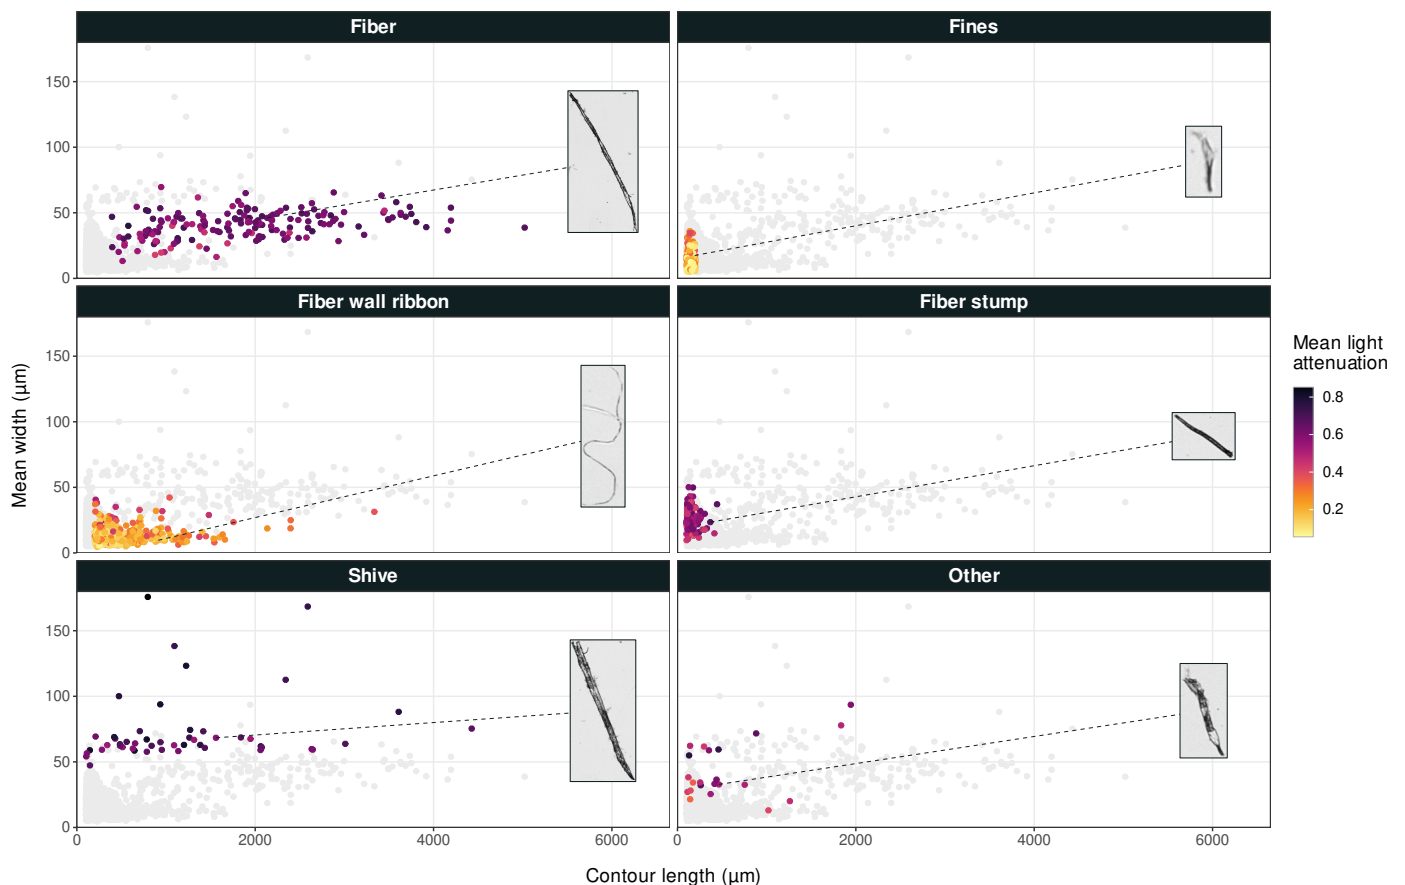 Fiber
Fines
150
100
50
0
Fiber wall ribbon
Fiber stump
150
100
50
0
Shive
Other
150
100
50
0
0
2000
4000
6000
0
2000
4000
6000
Contour length (µm)
Mean width (µm)
Mean light
attenuation
0.8
0.6
0.4
0.2